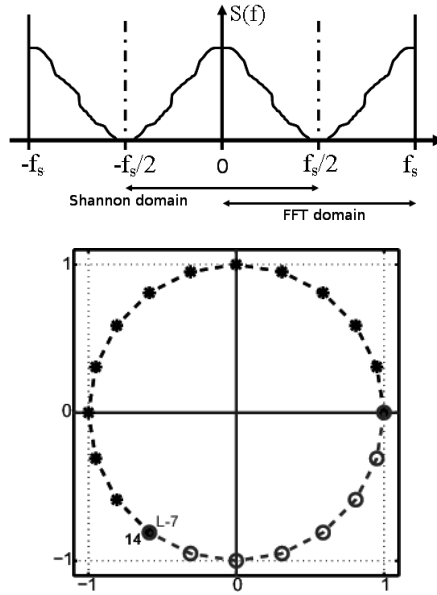 S(f)
-fₛ -fₛ/2 0 fₛ/2 fₛ
Shannon domain
FFT domain
1
0
L-7
14
−1
−1 0 1